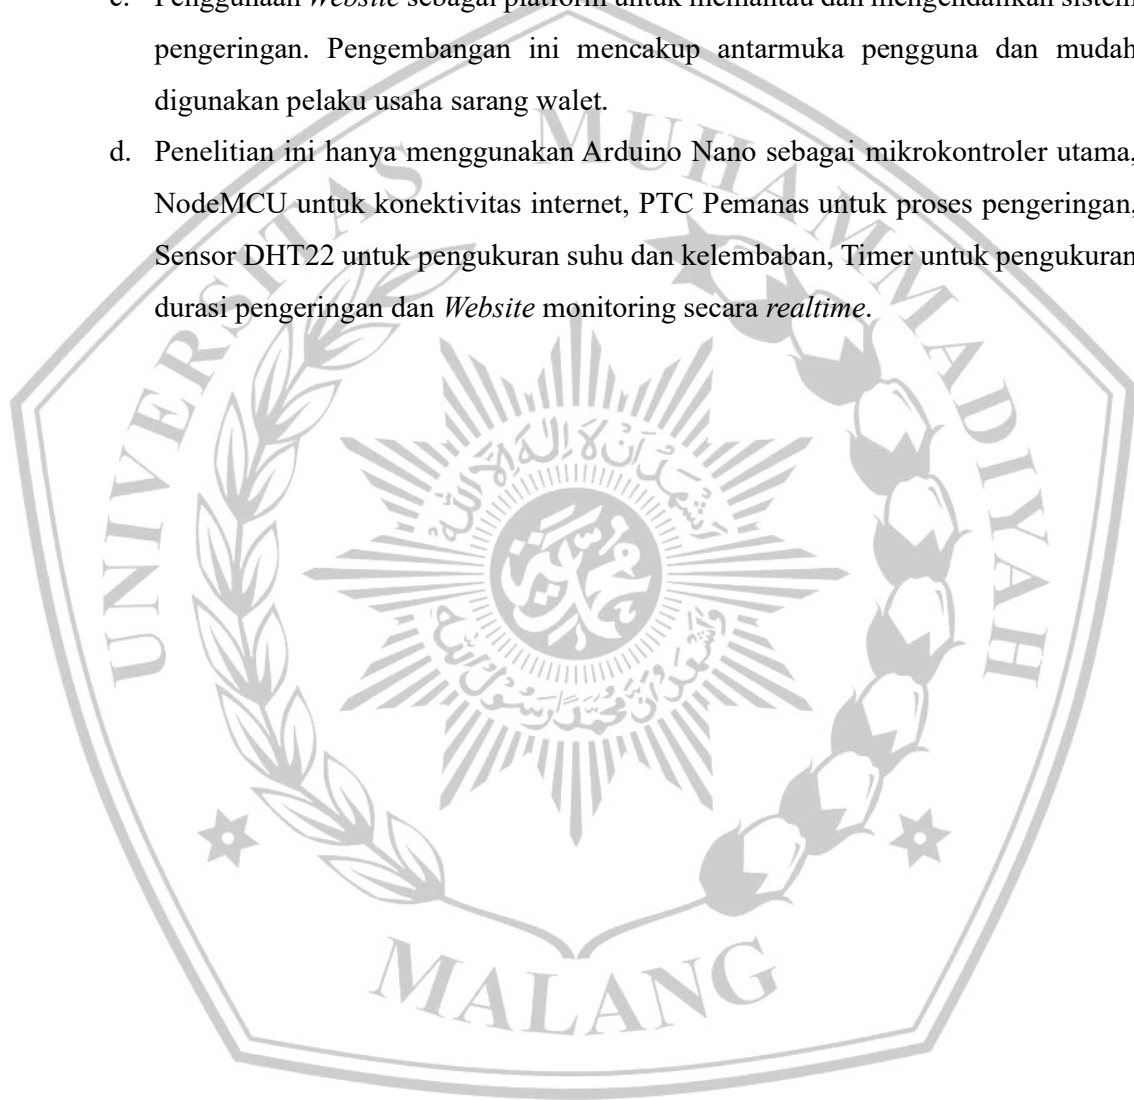 c. Penggunaan Website sebagai platform untuk memantau dan mengendalikan sistem
pengeringan. Pengembangan ini mencakup antarmuka pengguna dan mudah
digunakan pelaku usaha sarang walet.
d. Penelitian ini hanya menggunakan Arduino Nano sebagai mikrokontroler utama,
NodeMCU untuk konektivitas internet, PTC Pemanas untuk proses pengeringan,
Sensor DHT22 untuk pengukuran suhu dan kelembaban, Timer untuk pengukuran
durasi pengeringan dan Website monitoring secara realtime.
UNIVERSITAS MUHAMMADIYAH
MALANG